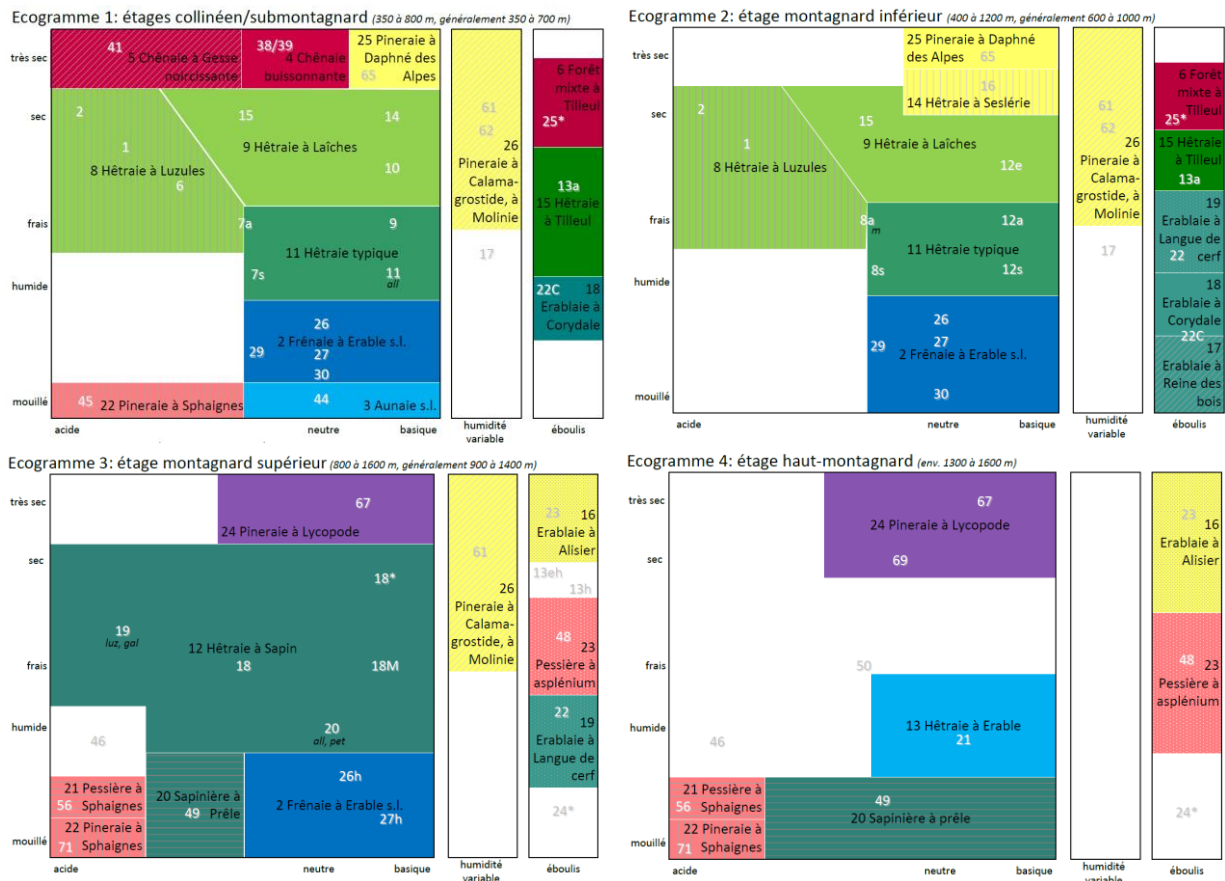 Ecogramme 1: étages collinéen/submontagnard (350 à 800 m, généralement 350 à 700 m)
très sec
sec
frais
humide
mouillé
41
5 Chênaie à Gesse
noircissante
38/39
4 Chênaie
buissonnante
25 Pineraie à
Daphné des
Alpes
65
2
1
8 Hêtraie à Luzules
6
15
14
9 Hêtraie à Laîches
10
7a
9
11 Hêtraie typique
7s
11
all
26
2 Frênaie à Erable s.l.
29
27
30
45
22 Pineraie à Sphaignes
44
3 Aunaie s.l.
acide
neutre
basique
61
62
26
Pineraie à
Calama-
grostide, à
Molinie
17
humidité
variable
6 Forêt
mixte à
Tilleul
25*
13a
15 Hêtraie
à Tilleul
22C
18
Erablaie à
Corydale
éboulis
Ecogramme 2: étage montagnard inférieur (400 à 1200 m, généralement 600 à 1000 m)
très sec
sec
frais
humide
mouillé
25 Pineraie à Daphné
des Alpes
65
16
14 Hêtraie à Seslérie
2
1
8 Hêtraie à Luzules
15
9 Hêtraie à Laîches
12e
8a
m
12a
11 Hêtraie typique
8s
12s
26
27
29
2 Frênaie à Erable s.l.
30
acide
neutre
basique
61
62
26
Pineraie à
Calama-
grostide, à
Molinie
17
humidité
variable
6 Forêt
mixte à
Tilleul
25*
15 Hêtraie
à Tilleul
13a
19
Erablaie à
Langue de
22
cerf
18
Erablaie à
Corydale
22C
17
Erablaie à
Reine des
bois
éboulis
Ecogramme 3: étage montagnard supérieur (800 à 1600 m, généralement 900 à 1400 m)
très sec
sec
frais
humide
mouillé
67
24 Pineraie à Lycopode
18*
19
luz, gal
12 Hêtraie à Sapin
18
18M
20
all, pet
46
21 Pessière à
56
Sphaignes
22 Pineraie à
71
Sphaignes
20 Sapinière à
49
Prêle
26h
2 Frênaie à Erable s.l.
27h
acide
neutre
basique
61
26
Pineraie à
Calama-
grostide, à
Molinie
humidité
variable
23
16
Erablaie à
Alisier
13eh
13h
48
23
Pessière à
asplénium
22
19
Erablaie à
Langue de
cerf
24*
éboulis
Ecogramme 4: étage haut-montagnard (env. 1300 à 1600 m)
très sec
sec
frais
humide
mouillé
67
24 Pineraie à Lycopode
69
50
13 Hêtraie à Erable
21
46
21 Pessière à
56
Sphaignes
22 Pineraie à
71
Sphaignes
49
20 Sapinière à prêle
acide
neutre
basique
humidité
variable
23
16
Erablaie à
Alisier
48
23
Pessière à
asplénium
24*
éboulis